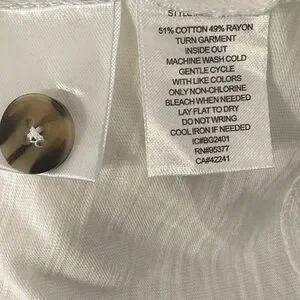 STYLE
51% COTTON 49% RAYON
TURN GARMENT
INSIDE OUT
MACHINE WASH COLD
GENTLE CYCLE
WITH LIKE COLORS
ONLY NON-CHLORINE
BLEACH WHEN NEEDED
LAY FLAT TO DRY
DO NOT WRING
COOL IRON IF NEEDED
IC#BG2401
RN#95377
CA#42241